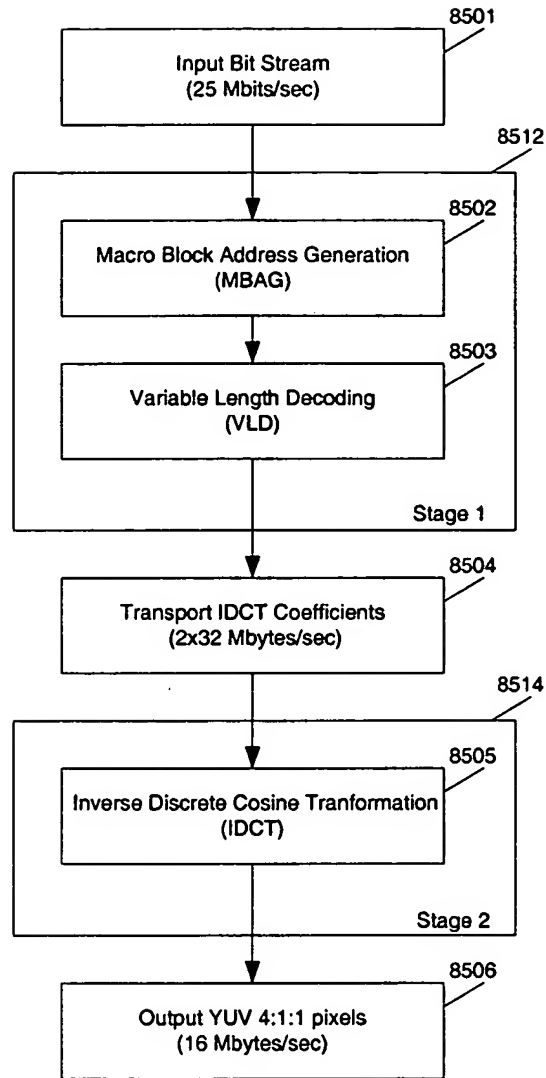 8501
Input Bit Stream
(25 Mbits/sec)
8512
8502
Macro Block Address Generation
(MBAG)
8503
Variable Length Decoding
(VLD)
Stage 1
8504
Transport IDCT Coefficients
(2x32 Mbytes/sec)
8514
8505
Inverse Discrete Cosine Tranformation
(IDCT)
Stage 2
8506
Output YUV 4:1:1 pixels
(16 Mbytes/sec)